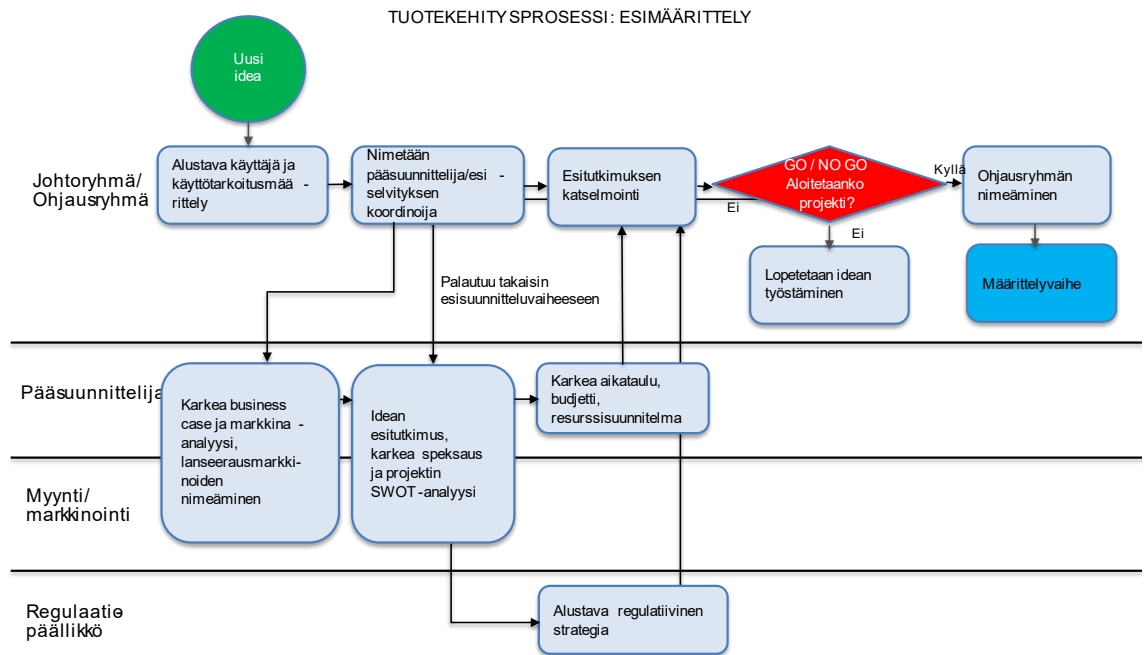 TUOTEKEHITYSPROSESSI: ESIMÄÄRITTELY
Uusi
idea
Johtoryhmä/
Ohjausryhmä
Alustava käyttäjä ja
käyttötarkoitusmää -
rittely
Nimetään
pääsuunnittelija/esi -
selvityksen
koordinoija
Esitutkimuksen
katselmointi
GO / NO GO
Aloitetaanko
projekti?
Kyllä
Ohjausryhmän
nimeäminen
Ei
Ei
Lopetetaan idean
työstäminen
Määrittelyvaihe
Palautuu takaisin
esisuunnitteluvaiheeseen
Pääsuunnittelija
Karkea business
case ja markkina -
analyysi,
lanseerausmarkki-
noiden
nimeäminen
Idean
esitutkimus,
karkea speksaus
ja projektin
SWOT -analyysi
Karkea aikataulu,
budjetti,
resurssisuunnitelma
Myynti/
markkinointi
Regulaatio-
päällikkö
Alustava regulatiivinen
strategia